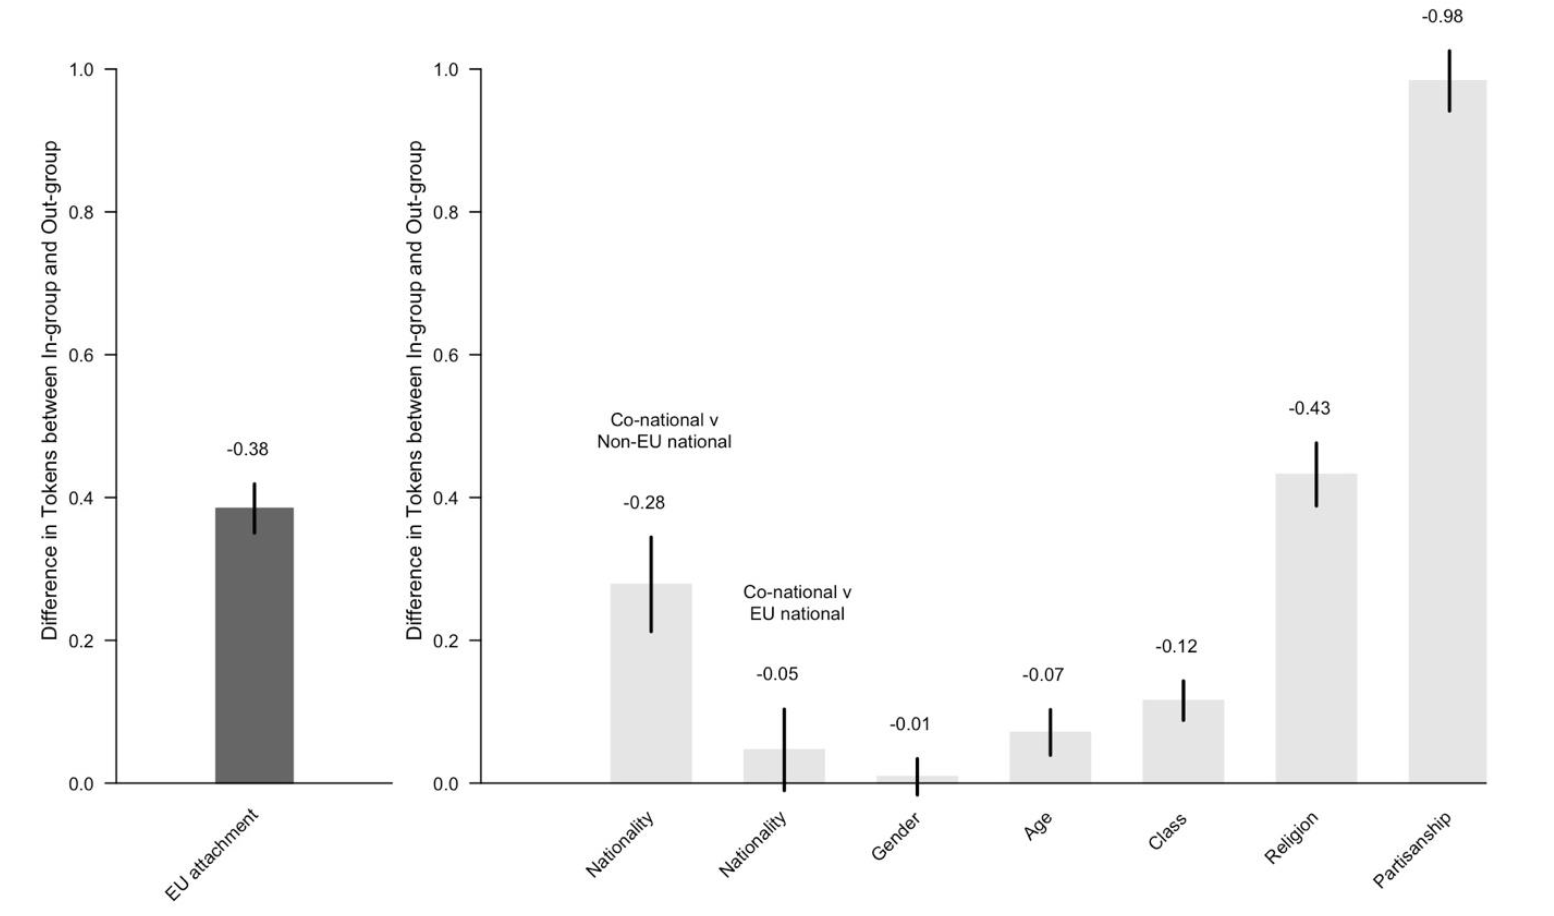 Difference in Tokens between In-group and Out-group
1.0
0.8
0.6
0.4
0.2
0.0
-0.38
EU attachment
Difference in Tokens between In-group and Out-group
1.0
0.8
0.6
0.4
0.2
0.0
Co-national v
Non-EU national
-0.28
Co-national v
EU national
-0.05
-0.01
-0.07
-0.12
-0.43
-0.98
Nationality
Nationality
Gender
Age
Class
Religion
Partisanship